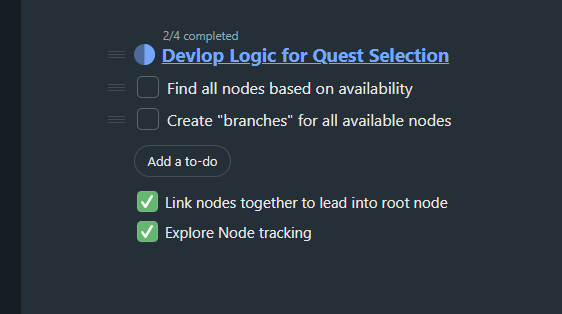 2/4 completed
Devlop Logic for Quest Selection
Find all nodes based on availability
Create "branches" for all available nodes
Add a to-do
Link nodes together to lead into root node
Explore Node tracking